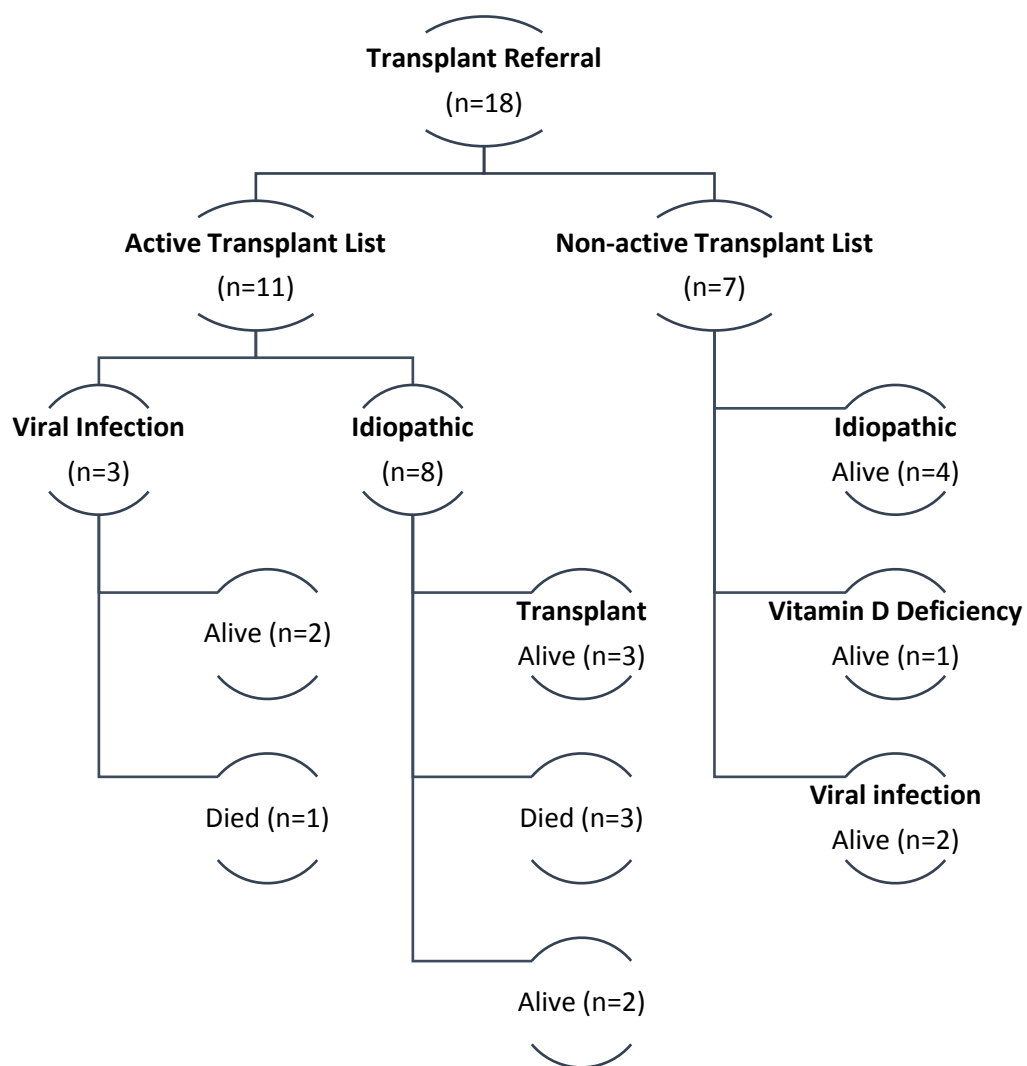 Transplant Referral
(n=18)
Active Transplant List
(n=11)
Non-active Transplant List
(n=7)
Viral Infection
(n=3)
Idiopathic
(n=8)
Idiopathic
Alive (n=4)
Alive (n=2)
Transplant
Alive (n=3)
Vitamin D Deficiency
Alive (n=1)
Died (n=1)
Died (n=3)
Viral infection
Alive (n=2)
Alive (n=2)